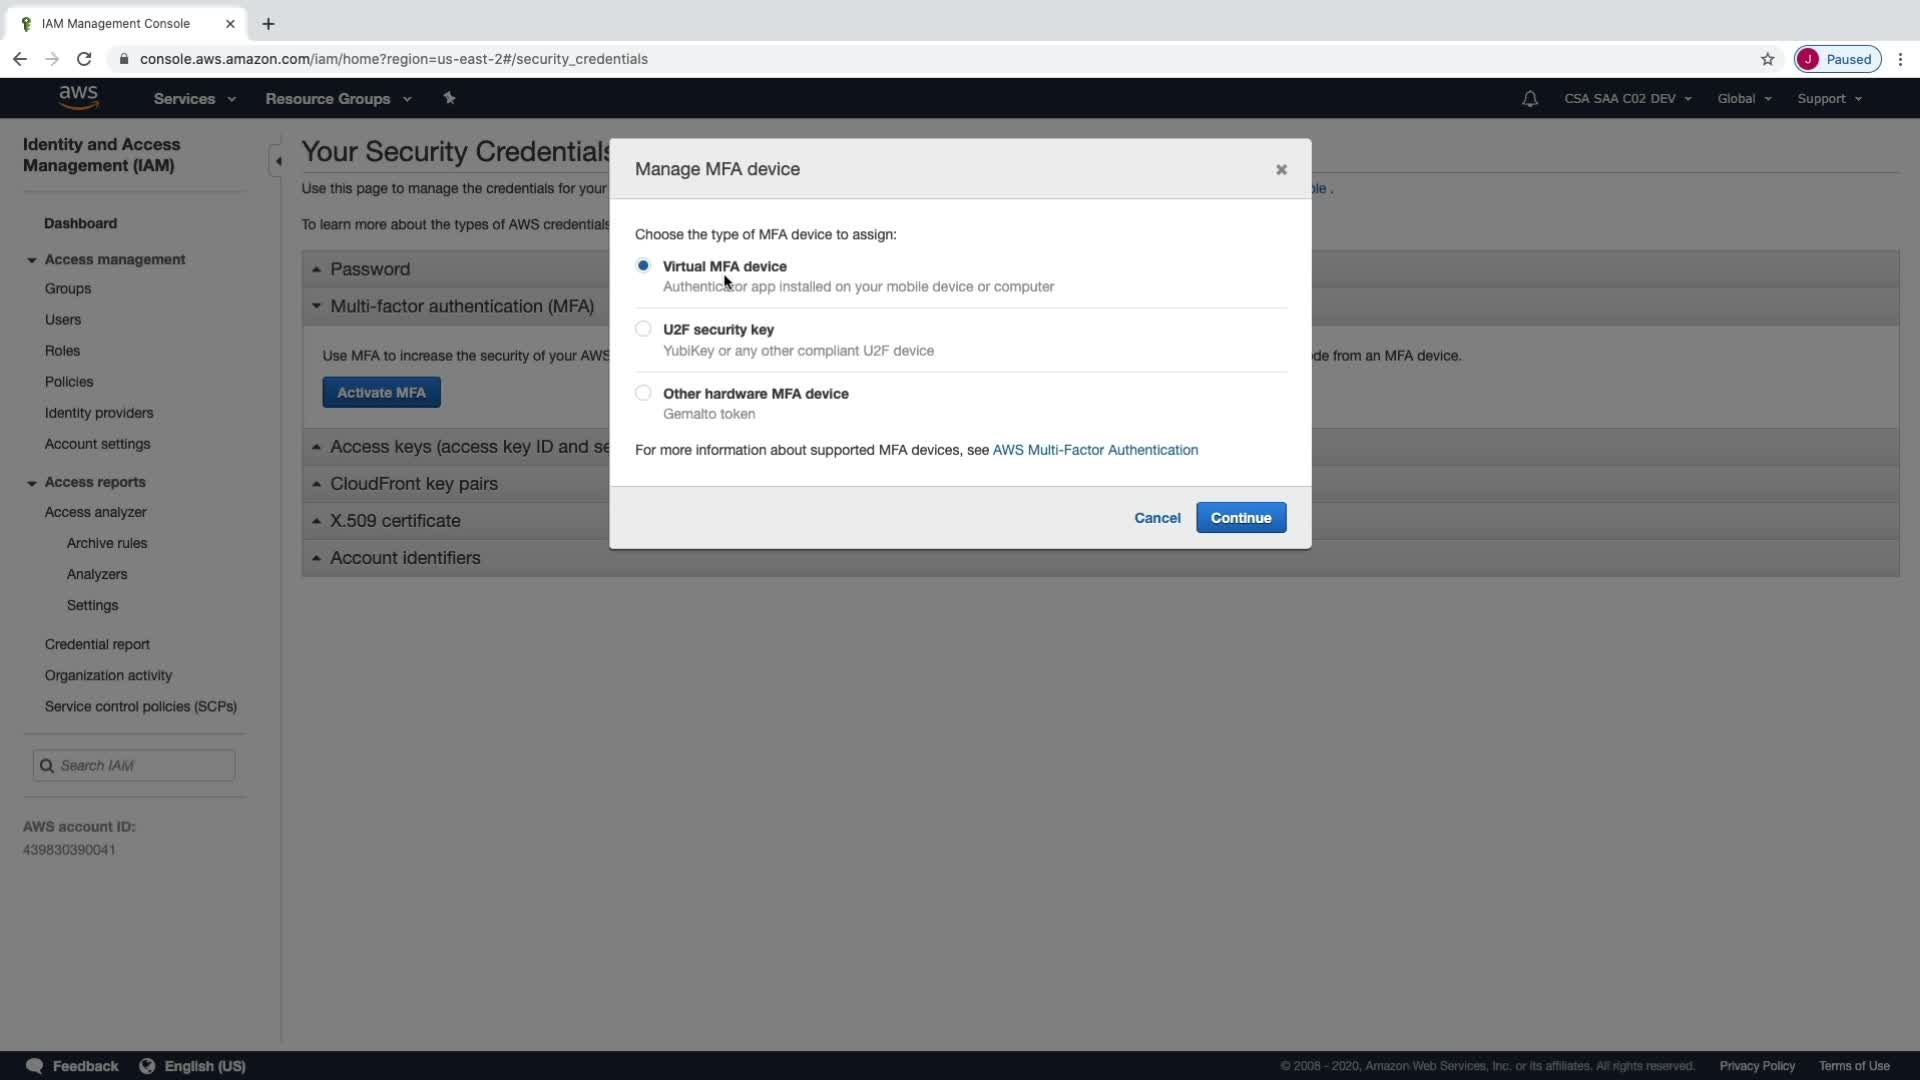 IAM Management Console
console.aws.amazon.com/iam/home?region=us-east-2#/security_credentials
J Paused
aws
Services
Resource Groups
CSA SAA C02 DEV
Global
Support
Identity and Access
Management (IAM)
Dashboard
Access management
Groups
Users
Roles
Policies
Identity providers
Account settings
Access reports
Access analyzer
Archive rules
Analyzers
Settings
Credential report
Organization activity
Service control policies (SCPs)
Search IAM
AWS account ID:
439830390041
Your Security Credentials
Use this page to manage the credentials for your
To learn more about the types of AWS credentials
Password
Multi-factor authentication (MFA)
Use MFA to increase the security of your AWS
from an MFA device.
Activate MFA
Access keys (access key ID and
CloudFront key pairs
X.509 certificate
Account identifiers
Manage MFA device
Choose the type of MFA device to assign:
Virtual MFA device
Authenticator app installed on your mobile device or computer
U2F security key
YubiKey or any other compliant U2F device
Other hardware MFA device
Gemalto token
For more information about supported MFA devices, see AWS Multi-Factor Authentication
Cancel
Continue
Feedback
English (US)
© 2008 - 2020, Amazon Web Services, Inc. or its affiliates. All rights reserved.
Privacy Policy
Terms of Use